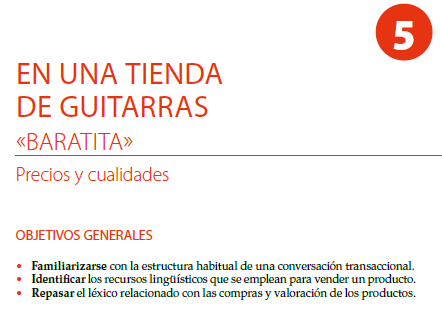 5
EN UNA TIENDA
DE GUITARRAS
«BARATITA»
Precios y cualidades
OBJETIVOS GENERALES
• Familiarizarse con la estructura habitual de una conversación transaccional.
• Identificar los recursos lingüísticos que se emplean para vender un producto.
• Repasar el léxico relacionado con las compras y valoración de los productos.